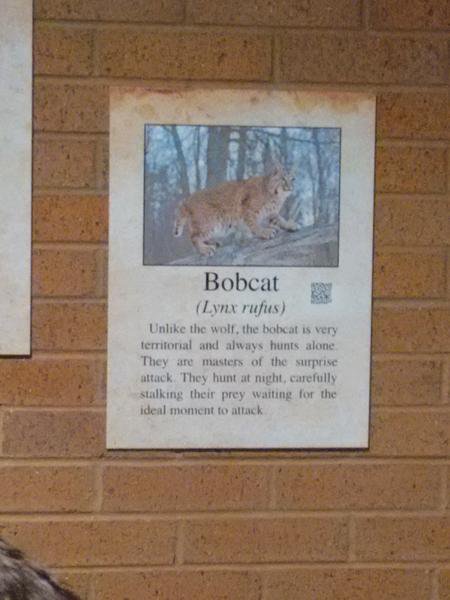 Bobcat
(Lynx rufus)
Unlike the wolf, the bobcat is very
territorial and always hunts alone.
They are masters of the surprise
attack. They hunt at night, carefully
stalking their prey waiting for the
ideal moment to attack.